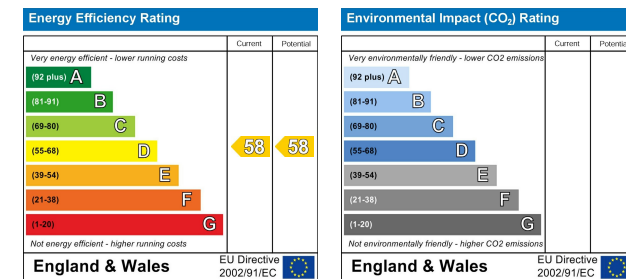 Energy Efficiency Rating
Current Potential
Very energy efficient - lower running costs
(92 plus) A
(81-91) B
(69-80) C
(55-68) D 58 58
(39-54) E
(21-38) F
(1-20) G
Not energy efficient - higher running costs
England & Wales
EU Directive
2002/91/EC
Environmental Impact (CO₂) Rating
Current Potential
Very environmentally friendly - lower CO2 emissions
(92 plus) A
(81-91) B
(69-80) C
(55-68) D
(39-54) E
(21-38) F
(1-20) G
Not environmentally friendly - higher CO2 emissions
England & Wales
EU Directive
2002/91/EC